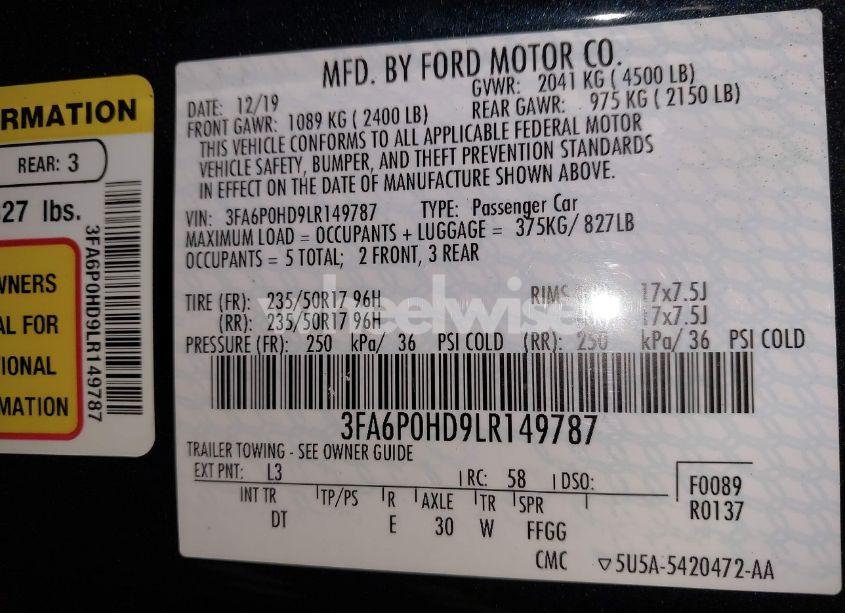 RMATION
REAR: 3
27 lbs.
3FA6P0HD9LR149787
WNERS
AL FOR
IONAL
MATION
MFD. BY FORD MOTOR CO.
DATE: 12/19 GVWR: 2041 KG ( 4500 LB)
FRONT GAWR: 1089 KG ( 2400 LB) REAR GAWR: 975 KG ( 2150 LB)
THIS VEHICLE CONFORMS TO ALL APPLICABLE FEDERAL MOTOR
VEHICLE SAFETY, BUMPER, AND THEFT PREVENTION STANDARDS
IN EFFECT ON THE DATE OF MANUFACTURE SHOWN ABOVE.
VIN: 3FA6P0HD9LR149787 TYPE: Passenger Car
MAXIMUM LOAD = OCCUPANTS + LUGGAGE = 375KG/ 827LB
OCCUPANTS = 5 TOTAL; 2 FRONT, 3 REAR
TIRE (FR): 235/50R17 96H RIMS 17x7.5J
(RR): 235/50R17 96H 17x7.5J
PRESSURE (FR): 250 kPa/ 36 PSI COLD (RR): 250 kPa/ 36 PSI COLD
3FA6P0HD9LR149787
TRAILER TOWING - SEE OWNER GUIDE
EXT PNT: L3 RC: 58 DSO: F0089
R0137
INT TR TP/PS R AXLE TR SPR
DT E 30 W FFGG
CMC ▽5U5A-5420472-AA